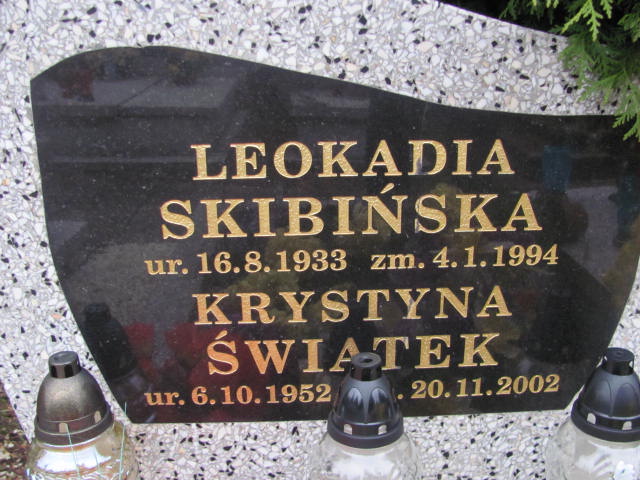 LEOKADIA
SKIBIŃSKA
ur. 16.8.1933 zm. 4.1.1994
KRYSTYNA
ŚWIATEK
ur. 6.10.1952 20.11.2002